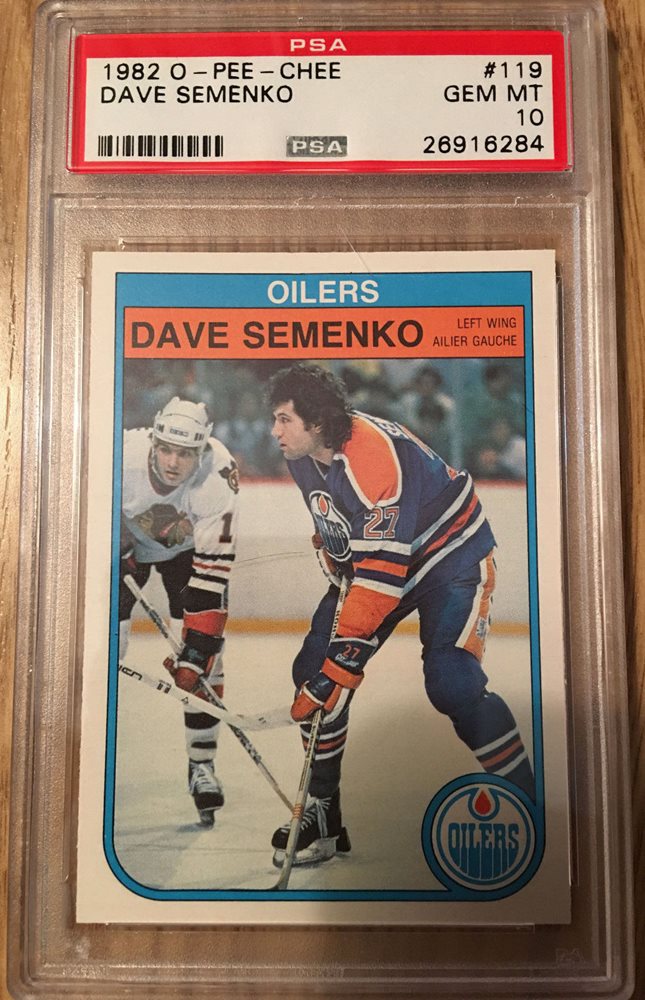 PSA
1982 O-PEE-CHEE #119
DAVE SEMENKO GEM MT
10
PSA 26916284
OILERS
DAVE SEMENKO
LEFT WING
AILIER GAUCHE
27
27
1
OILERS